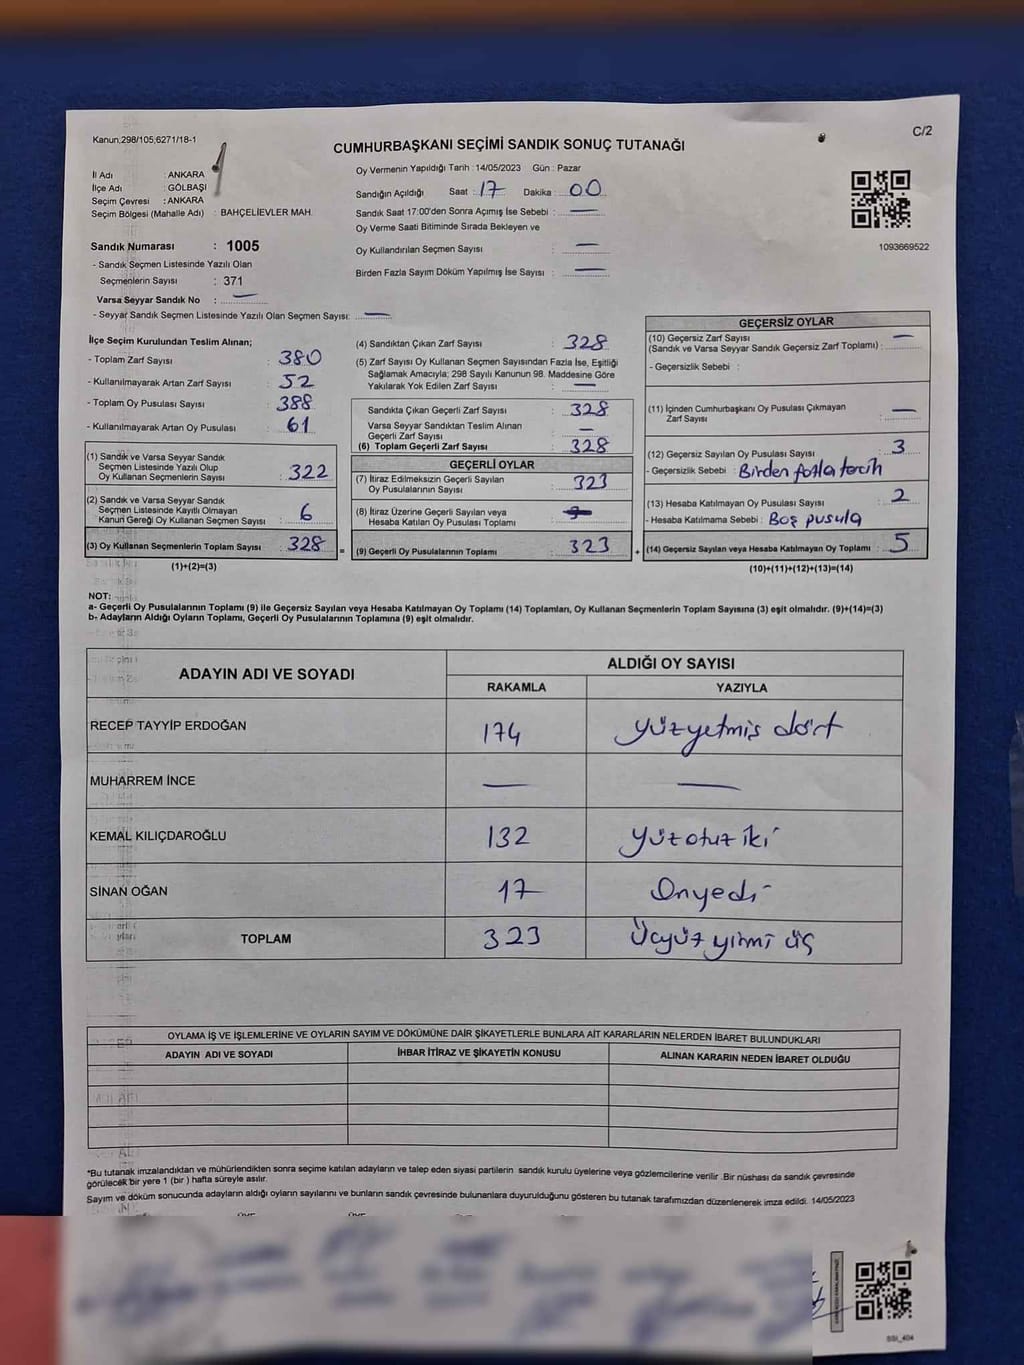 Kanun,298/105,6271/18-1
C/2
CUMHURBAŞKANI SEÇİMİ SANDIK SONUÇ TUTANAĞI
İl Adı : ANKARA
İlçe Adı : GÖLBAŞI
Seçim Çevresi : ANKARA
Seçim Bölgesi (Mahalle Adı) : BAHÇELİEVLER MAH.
Sandık Numarası : 1005
- Sandık Seçmen Listesinde Yazılı Olan
Seçmenlerin Sayısı : 371
Varsa Seyyar Sandık No : —
- Seyyar Sandık Seçmen Listesinde Yazılı Olan Seçmen Sayısı: —
Oy Vermenin Yapıldığı Tarih : 14/05/2023 Gün : Pazar
Sandığın Açıldığı Saat : 17 Dakika : 00
Sandık Saat 17:00'den Sonra Açımış İse Sebebi : —
Oy Verme Saati Bitiminde Sırada Bekleyen ve
Oy Kullandırılan Seçmen Sayısı : —
Birden Fazla Sayım Döküm Yapılmış İse Sayısı : —
1093669522
İlçe Seçim Kurulundan Teslim Alınan;
- Toplam Zarf Sayısı : 380
- Kullanılmayarak Artan Zarf Sayısı : 52
- Toplam Oy Pusulası Sayısı : 388
- Kullanılmayarak Artan Oy Pusulası : 61
(1) Sandık ve Varsa Seyyar Sandık
Seçmen Listesinde Yazılı Olup
Oy Kullanan Seçmenlerin Sayısı : 322
(2) Sandık ve Varsa Seyyar Sandık
Seçmen Listesinde Kayıtlı Olmayan
Kanun Gereği Oy Kullanan Seçmen Sayısı : 6
(3) Oy Kullanan Seçmenlerin Toplam Sayısı : 328 =
(1)+(2)=(3)
(4) Sandıktan Çıkan Zarf Sayısı : 328
(5) Zarf Sayısı Oy Kullanan Seçmen Sayısından Fazla İse, Eşitliği
Sağlamak Amacıyla; 298 Sayılı Kanunun 98. Maddesine Göre
Yakılarak Yok Edilen Zarf Sayısı : —
Sandıkta Çıkan Geçerli Zarf Sayısı : 328
Varsa Seyyar Sandıktan Teslim Alınan
Geçerli Zarf Sayısı : —
(6) Toplam Geçerli Zarf Sayısı : 328
GEÇERLİ OYLAR
(7) İtiraz Edilmeksizin Geçerli Sayılan
Oy Pusulalarının Sayısı : 323
(8) İtiraz Üzerine Geçerli Sayılan veya
Hesaba Katılan Oy Pusulası Toplamı :
(9) Geçerli Oy Pusulalarının Toplamı : 323 +
GEÇERSİZ OYLAR
(10) Geçersiz Zarf Sayısı
(Sandık ve Varsa Seyyar Sandık Geçersiz Zarf Toplamı) : —
- Geçersizlik Sebebi :
(11) İçinden Cumhurbaşkanı Oy Pusulası Çıkmayan
Zarf Sayısı : —
(12) Geçersiz Sayılan Oy Pusulası Sayısı : 3
- Geçersizlik Sebebi : Birden fazla tercih
(13) Hesaba Katılmayan Oy Pusulası Sayısı : 2
- Hesaba Katılmama Sebebi : Boş pusula
(14) Geçersiz Sayılan veya Hesaba Katılmayan Oy Toplamı : 5
(10)+(11)+(12)+(13)=(14)
NOT:
a- Geçerli Oy Pusulalarının Toplamı (9) ile Geçersiz Sayılan veya Hesaba Katılmayan Oy Toplamı (14) Toplamları, Oy Kullanan Seçmenlerin Toplam Sayısına (3) eşit olmalıdır. (9)+(14)=(3)
b- Adayların Aldığı Oyların Toplamı, Geçerli Oy Pusulalarının Toplamına (9) eşit olmalıdır.
ADAYIN ADI VE SOYADI
ALDIĞI OY SAYISI
RAKAMLA YAZIYLA
RECEP TAYYİP ERDOĞAN 174 yüzyetmiş dört
MUHARREM İNCE — —
KEMAL KILIÇDAROĞLU 132 yüzotuz iki
SİNAN OĞAN 17 Onyedi
TOPLAM 323 Üçyüz yirmi üç
OYLAMA İŞ VE İŞLEMLERİNE VE OYLARIN SAYIM VE DÖKÜMÜNE DAİR ŞİKAYETLERLE BUNLARA AİT KARARLARIN NELERDEN İBARET BULUNDUKLARI
ADAYIN ADI VE SOYADI İHBAR İTİRAZ VE ŞİKAYETİN KONUSU ALINAN KARARIN NEDEN İBARET OLDUĞU
*Bu tutanak imzalandıktan ve mühürlendikten sonra seçime katılan adayların ve talep eden siyasi partilerin sandık kurulu üyelerine veya gözlemcilerine verilir .Bir nüshası da sandık çevresinde
görülecek bir yere 1 (bir ) hafta süreyle asılır.
Sayım ve döküm sonucunda adayların aldığı oyların sayılarını ve bunların sandık çevresinde bulunanlara duyurulduğunu gösteren bu tutanak tarafımızdan düzenlenerek imza edildi. 14/05/2023
SSI_404